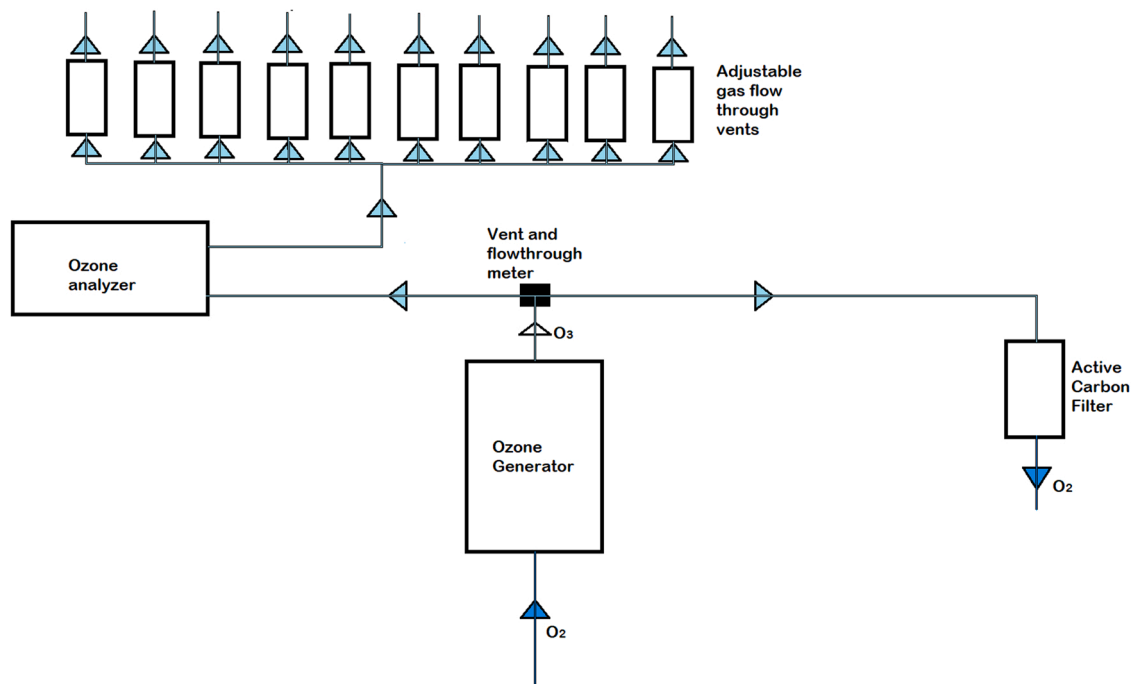 Adjustable
gas flow
through
vents
Vent and
flowthrough
meter
Ozone
analyzer
O3
Active
Carbon
Filter
Ozone
Generator
O2
O2